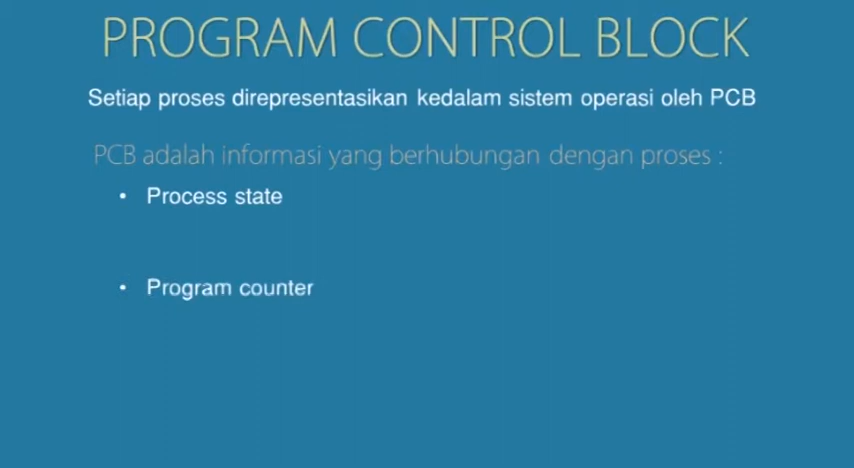 PROGRAM CONTROL BLOCK
Setiap proses direpresentasikan kedalam sistem operasi oleh PCB
PCB adalah informasi yang berhubungan dengan proses :
• Process state
• Program counter